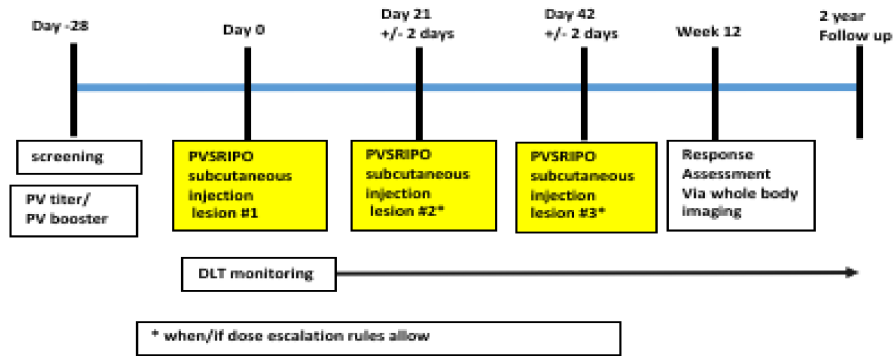 Day -28
Day 0
Day 21
+/- 2 days
Day 42
+/- 2 days
Week 12
2 year
Follow up
screening
PV titer/
PV booster
PVSRIPO
subcutaneous
injection
lesion #1
PVSRIPO
subcutaneous
injection
lesion #2*
PVSRIPO
subcutaneous
injection
lesion #3*
Response
Assessment
Via whole body
imaging
DLT monitoring
* when/if dose escalation rules allow